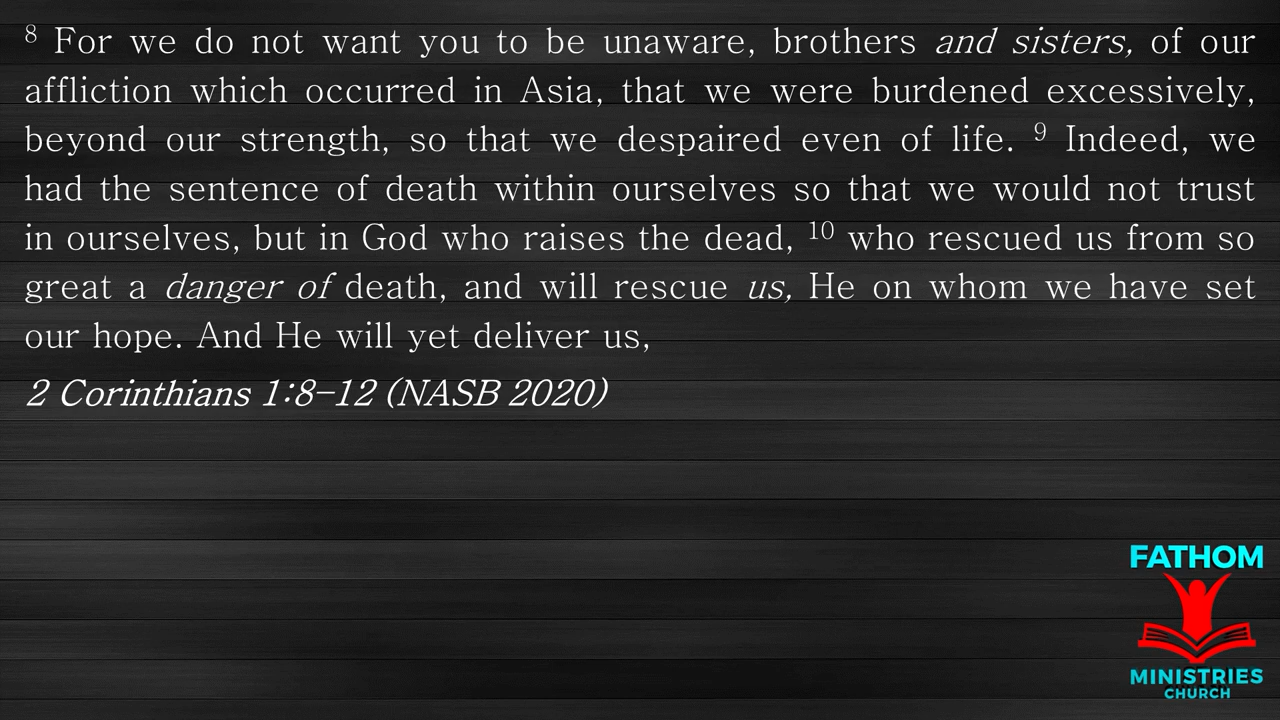 8 For we do not want you to be unaware, brothers and sisters, of our
affliction which occurred in Asia, that we were burdened excessively,
beyond our strength, so that we despaired even of life. 9 Indeed, we
had the sentence of death within ourselves so that we would not trust
in ourselves, but in God who raises the dead, 10 who rescued us from so
great a danger of death, and will rescue us, He on whom we have set
our hope. And He will yet deliver us,
2 Corinthians 1:8-12 (NASB 2020)
FATHOM
MINISTRIES
CHURCH